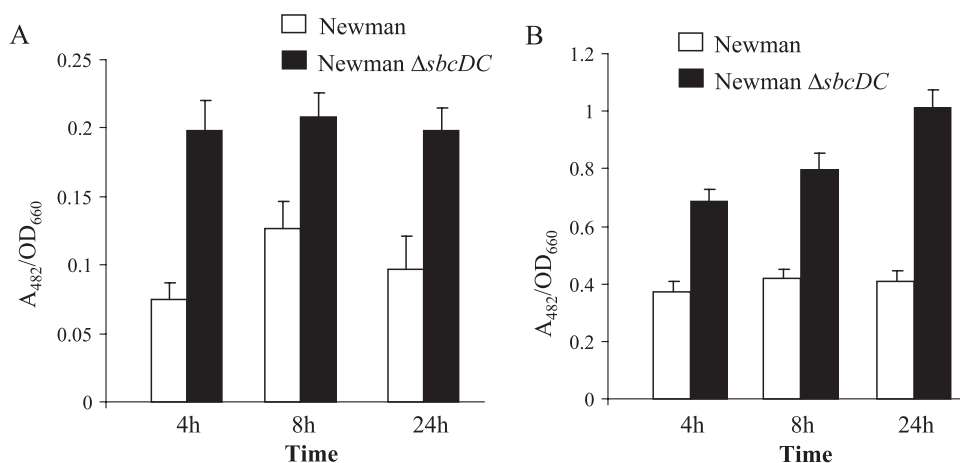 A
Newman
Newman ΔsbcDC
0.25
0.2
0.15
0.1
0.05
0
A482/OD660
4h
8h
24h
Time
B
Newman
Newman ΔsbcDC
1.2
1
0.8
0.6
0.4
0.2
0
A482/OD660
4h
8h
24h
Time